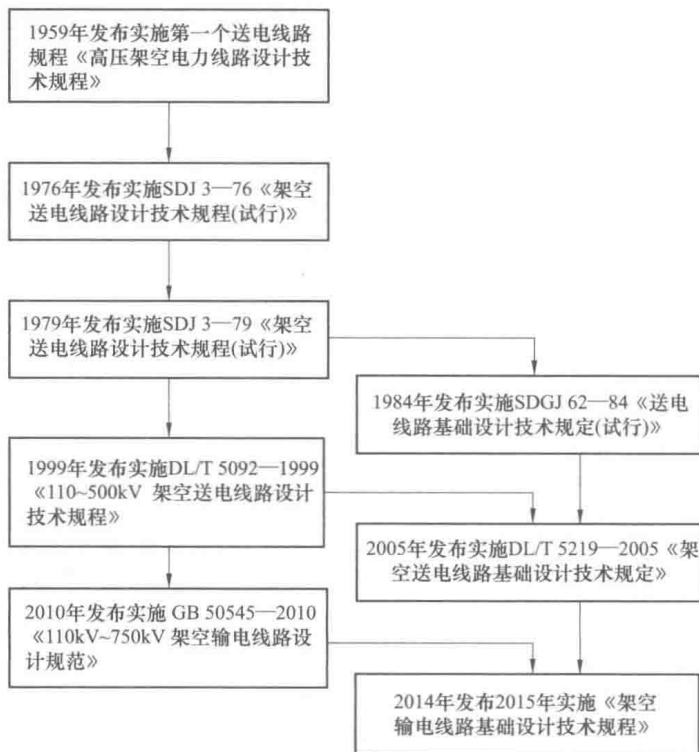 1959年发布实施第一个送电线路
规程《高压架空电力线路设计技
术规程》
1976年发布实施SDJ 3—76《架空
送电线路设计技术规程(试行)》
1979年发布实施SDJ 3—79《架空
送电线路设计技术规程(试行)》
1984年发布实施SDGJ 62—84《送电
线路基础设计技术规定(试行)》
1999年发布实施DL/T 5092—1999
《110~500kV 架空送电线路设计
技术规程》
2005年发布实施DL/T 5219—2005《架
空送电线路基础设计技术规定》
2010年发布实施 GB 50545—2010
《110kV~750kV 架空输电线路设
计规范》
2014年发布2015年实施《架空
输电线路基础设计技术规程》